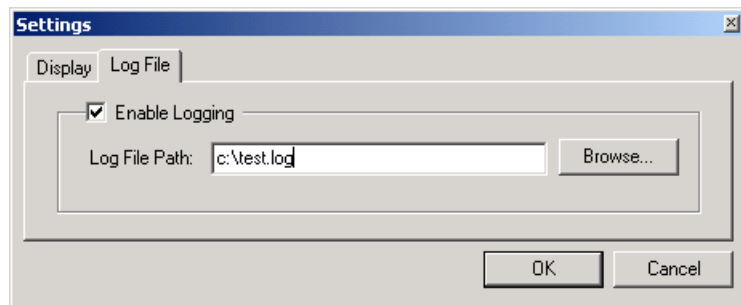 Settings
Display Log File
Enable Logging
Log File Path: c:\test.log Browse...
OK Cancel